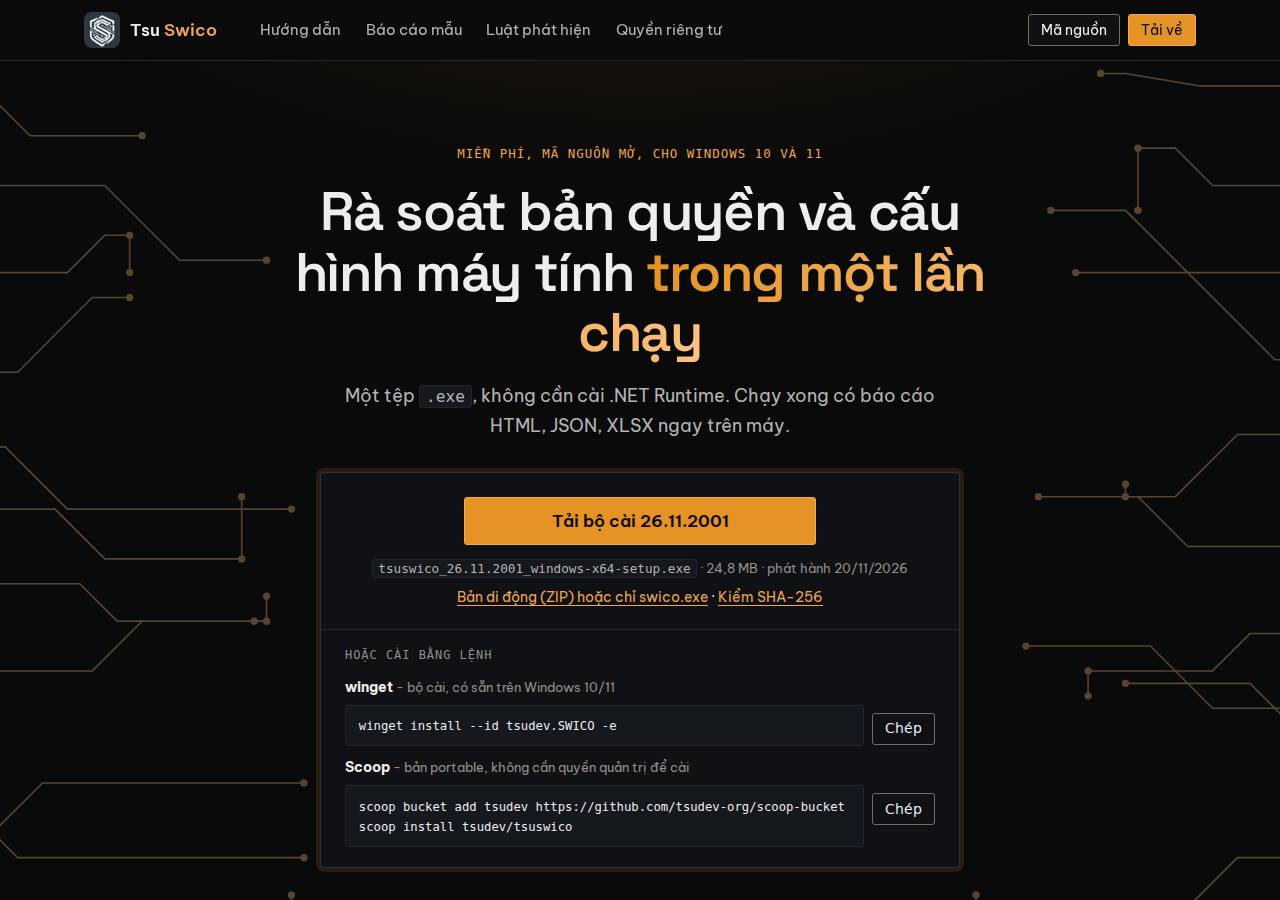 Tsu Swico
Hướng dẫn
Báo cáo mẫu
Luật phát hiện
Quyền riêng tư
Mã nguồn
Tải về
MIỄN PHÍ, MÃ NGUỒN MỞ, CHO WINDOWS 10 VÀ 11
Rà soát bản quyền và cấu
hình máy tính trong một lần
chạy
Một tệp .exe, không cần cài .NET Runtime. Chạy xong có báo cáo
HTML, JSON, XLSX ngay trên máy.
Tải bộ cài 26.11.2001
tsuswico_26.11.2001_windows-x64-setup.exe · 24,8 MB · phát hành 20/11/2026
Bản di động (ZIP) hoặc chỉ swico.exe · Kiểm SHA-256
HOẶC CÀI BẰNG LỆNH
winget – bộ cài, có sẵn trên Windows 10/11
winget install --id tsudev.SWICO -e
Chép
Scoop – bản portable, không cần quyền quản trị để cài
scoop bucket add tsudev https://github.com/tsudev-org/scoop-bucket
scoop install tsudev/tsuswico
Chép